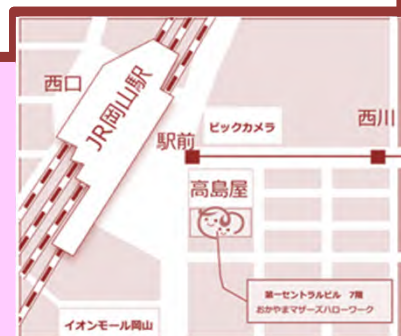 西口
JR岡山駅
駅前
ビックカメラ
西川
高島屋
第一セントラルビル 7階
おかやまマザーズハローワーク
イオンモール岡山